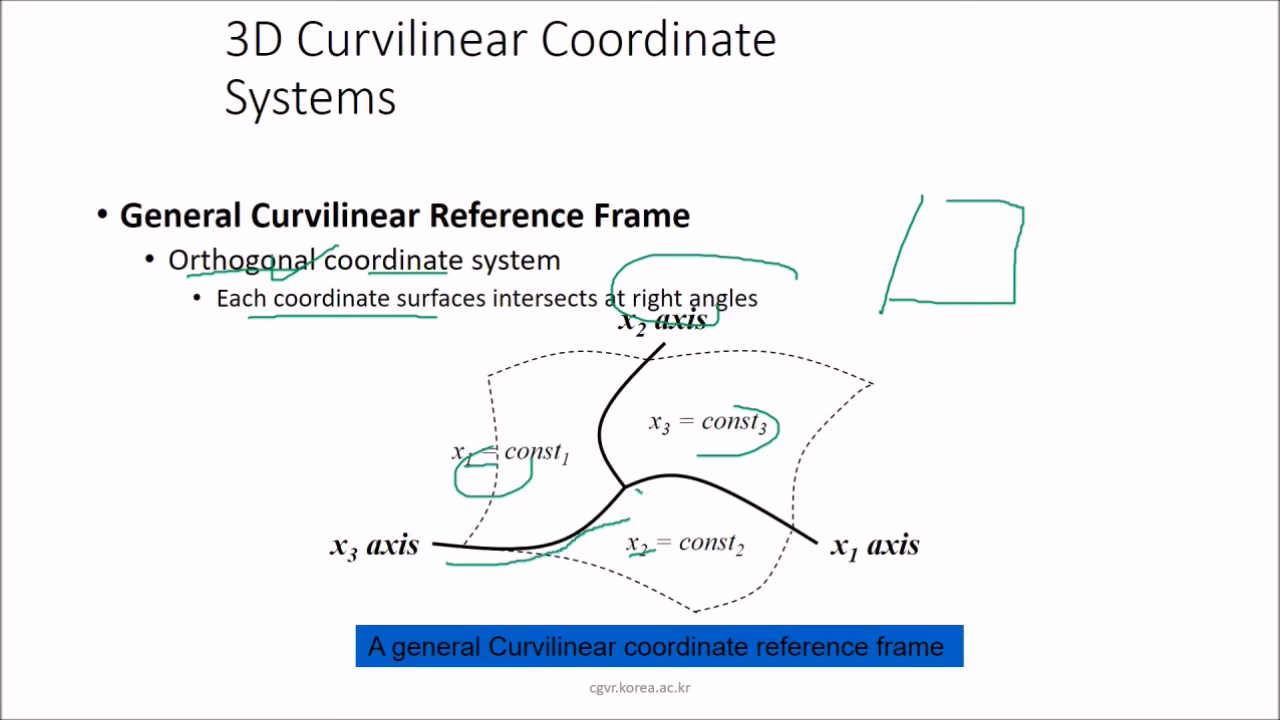 3D Curvilinear Coordinate
Systems
• General Curvilinear Reference Frame
• Orthogonal coordinate system
• Each coordinate surfaces intersects at right angles
x₂ axis
x₃ = const₃
x₁ = const₁
x₂ = const₂
x₃ axis
x₁ axis
A general Curvilinear coordinate reference frame
cgvr.korea.ac.kr